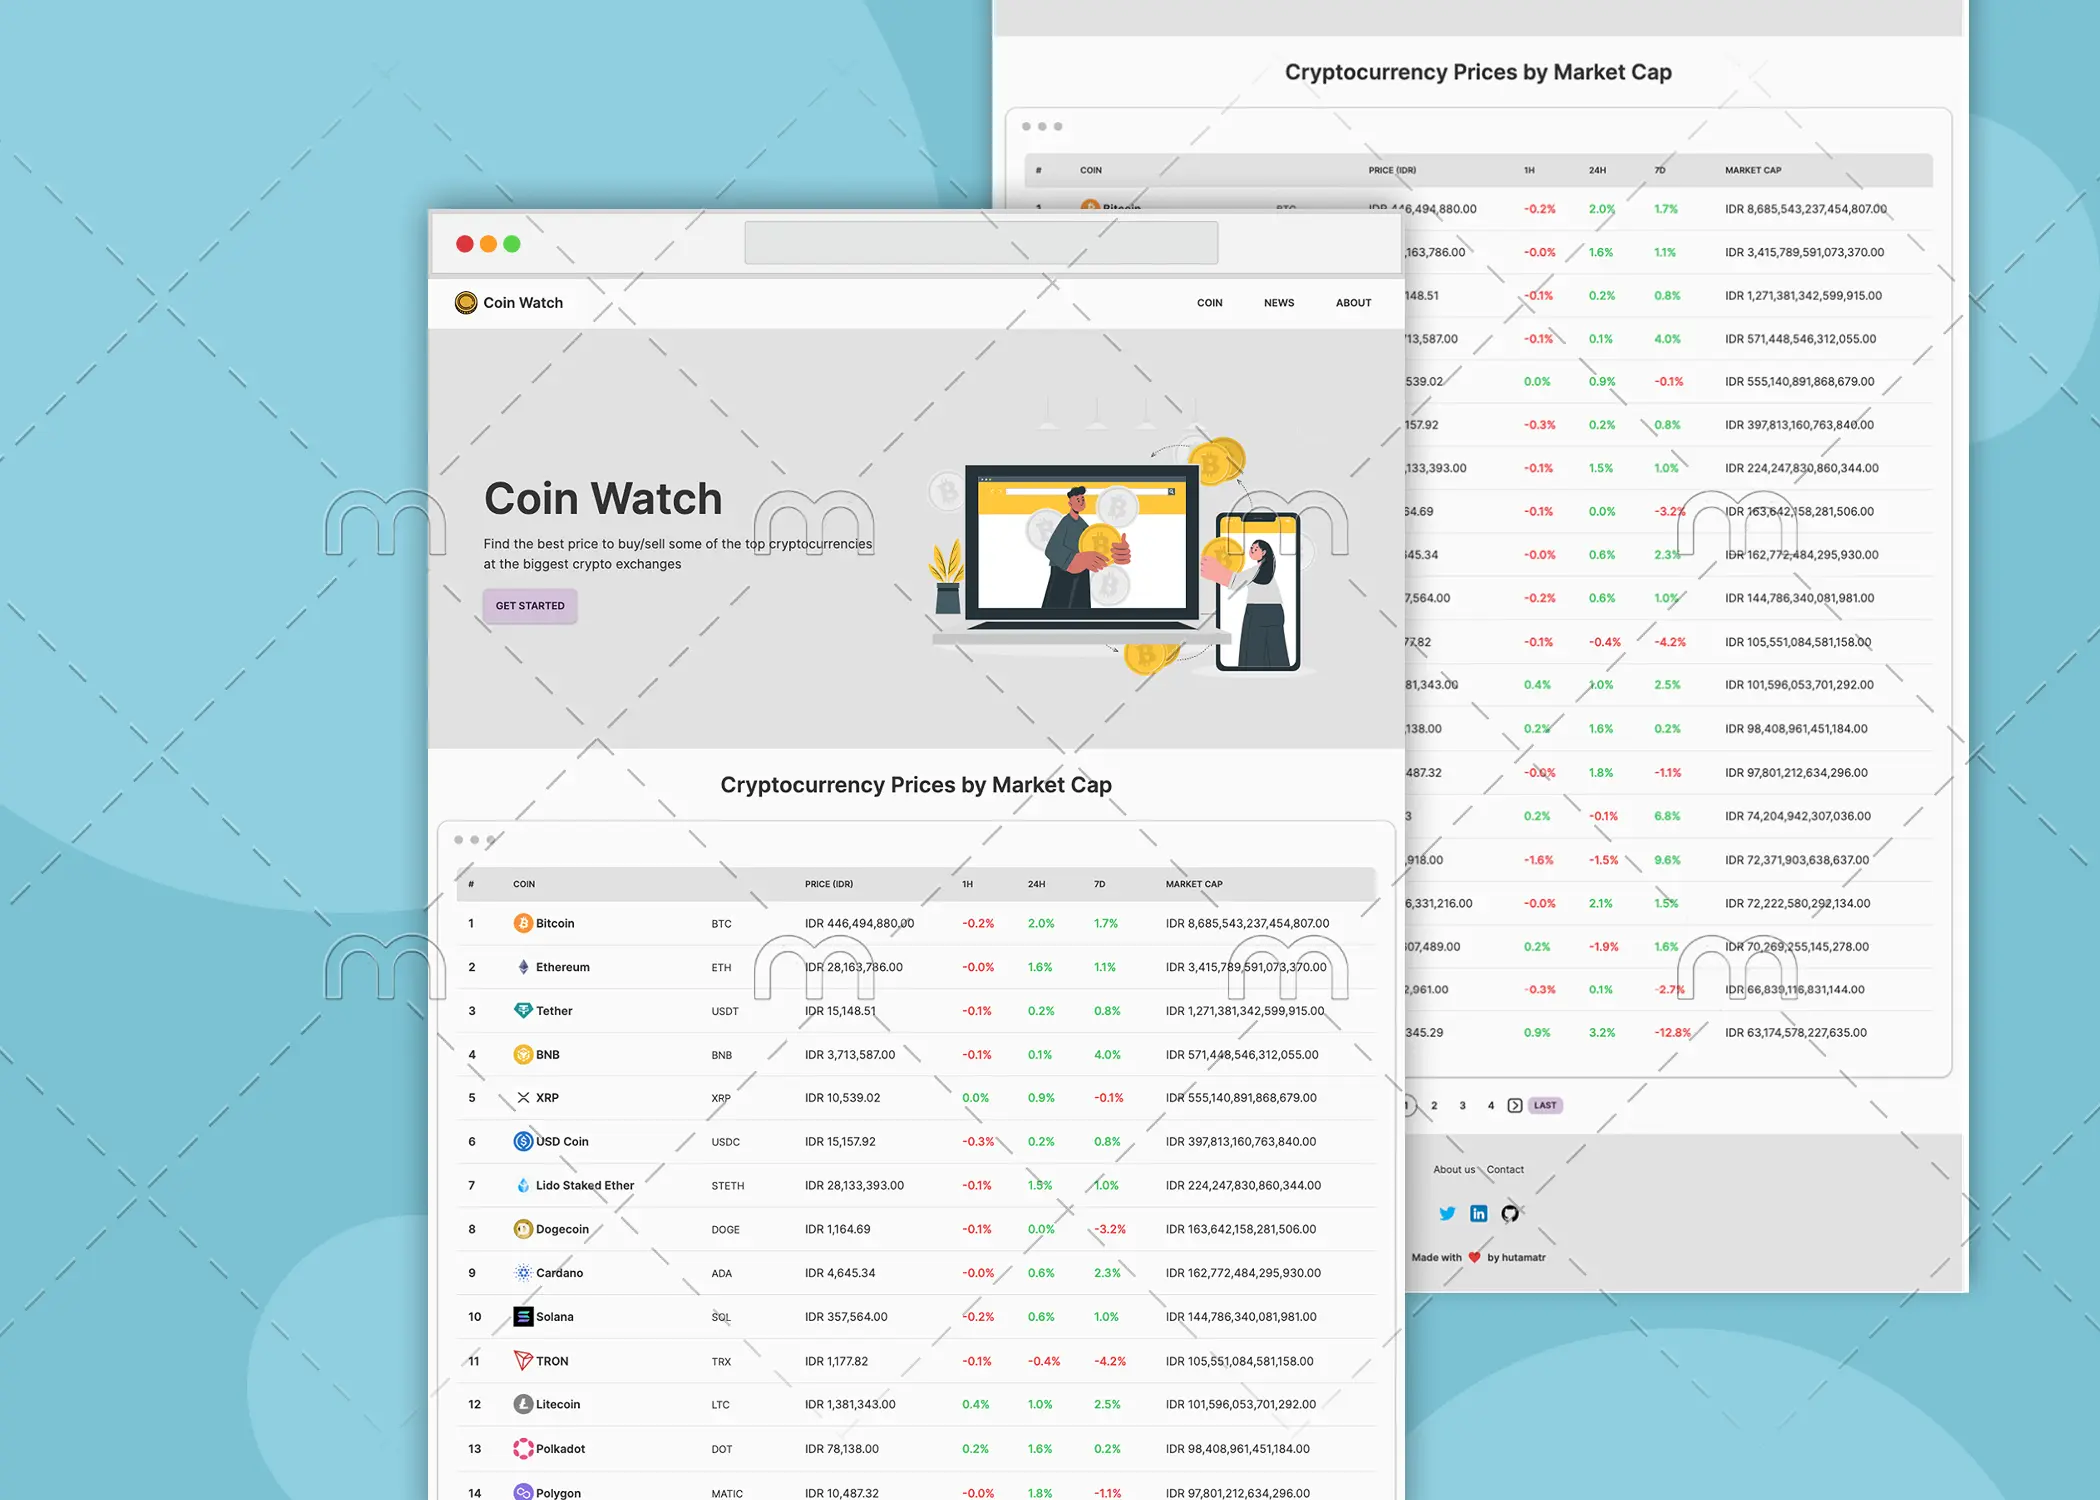 Cryptocurrency Prices by Market Cap
# COIN PRICE (IDR) 1H 24H 7D MARKET CAP
1 Bitcoin BTC IDR 446,494,880.00 -0.2% 2.0% 1.7% IDR 8,685,543,237,454,807.00
,163,786.00 -0.0% 1.6% 1.1% IDR 3,415,789,591,073,370.00
148.51 -0.1% 0.2% 0.8% IDR 1,271,381,342,599,915.00
713,587.00 -0.1% 0.1% 4.0% IDR 571,448,546,312,055.00
539.02 0.0% 0.9% -0.1% IDR 555,140,891,868,679.00
157.92 -0.3% 0.2% 0.8% IDR 397,813,160,763,840.00
,133,393.00 -0.1% 1.5% 1.0% IDR 224,247,830,860,344.00
64.69 -0.1% 0.0% -3.2% IDR 163,642,158,281,506.00
645.34 -0.0% 0.6% 2.3% IDR 162,772,484,295,930.00
7,564.00 -0.2% 0.6% 1.0% IDR 144,786,340,081,981.00
77.82 -0.1% -0.4% -4.2% IDR 105,551,084,581,158.00
81,343.00 0.4% 1.0% 2.5% IDR 101,596,053,701,292.00
,138.00 0.2% 1.6% 0.2% IDR 98,408,961,451,184.00
487.32 -0.0% 1.8% -1.1% IDR 97,801,212,634,296.00
3 0.2% -0.1% 6.8% IDR 74,204,942,307,036.00
,918.00 -1.6% -1.5% 9.6% IDR 72,371,903,638,637.00
6,331,216.00 -0.0% 2.1% 1.5% IDR 72,222,580,292,134.00
607,489.00 0.2% -1.9% 1.6% IDR 70,269,255,145,278.00
2,961.00 -0.3% 0.1% -2.7% IDR 66,839,116,831,144.00
345.29 0.9% 3.2% -12.8% IDR 63,174,578,227,635.00
1 2 3 4 LAST
About us Contact
Made with ❤ by hutamatr
Coin Watch COIN NEWS ABOUT
Coin Watch
Find the best price to buy/sell some of the top cryptocurrencies
at the biggest crypto exchanges
GET STARTED
Cryptocurrency Prices by Market Cap
# COIN PRICE (IDR) 1H 24H 7D MARKET CAP
1 Bitcoin BTC IDR 446,494,880.00 -0.2% 2.0% 1.7% IDR 8,685,543,237,454,807.00
2 Ethereum ETH IDR 28,163,786.00 -0.0% 1.6% 1.1% IDR 3,415,789,591,073,370.00
3 Tether USDT IDR 15,148.51 -0.1% 0.2% 0.8% IDR 1,271,381,342,599,915.00
4 BNB BNB IDR 3,713,587.00 -0.1% 0.1% 4.0% IDR 571,448,546,312,055.00
5 XRP XRP IDR 10,539.02 0.0% 0.9% -0.1% IDR 555,140,891,868,679.00
6 USD Coin USDC IDR 15,157.92 -0.3% 0.2% 0.8% IDR 397,813,160,763,840.00
7 Lido Staked Ether STETH IDR 28,133,393.00 -0.1% 1.5% 1.0% IDR 224,247,830,860,344.00
8 Dogecoin DOGE IDR 1,164.69 -0.1% 0.0% -3.2% IDR 163,642,158,281,506.00
9 Cardano ADA IDR 4,645.34 -0.0% 0.6% 2.3% IDR 162,772,484,295,930.00
10 Solana SOL IDR 357,564.00 -0.2% 0.6% 1.0% IDR 144,786,340,081,981.00
11 TRON TRX IDR 1,177.82 -0.1% -0.4% -4.2% IDR 105,551,084,581,158.00
12 Litecoin LTC IDR 1,381,343.00 0.4% 1.0% 2.5% IDR 101,596,053,701,292.00
13 Polkadot DOT IDR 78,138.00 0.2% 1.6% 0.2% IDR 98,408,961,451,184.00
14 Polygon MATIC IDR 10,487.32 -0.0% 1.8% -1.1% IDR 97,801,212,634,296.00